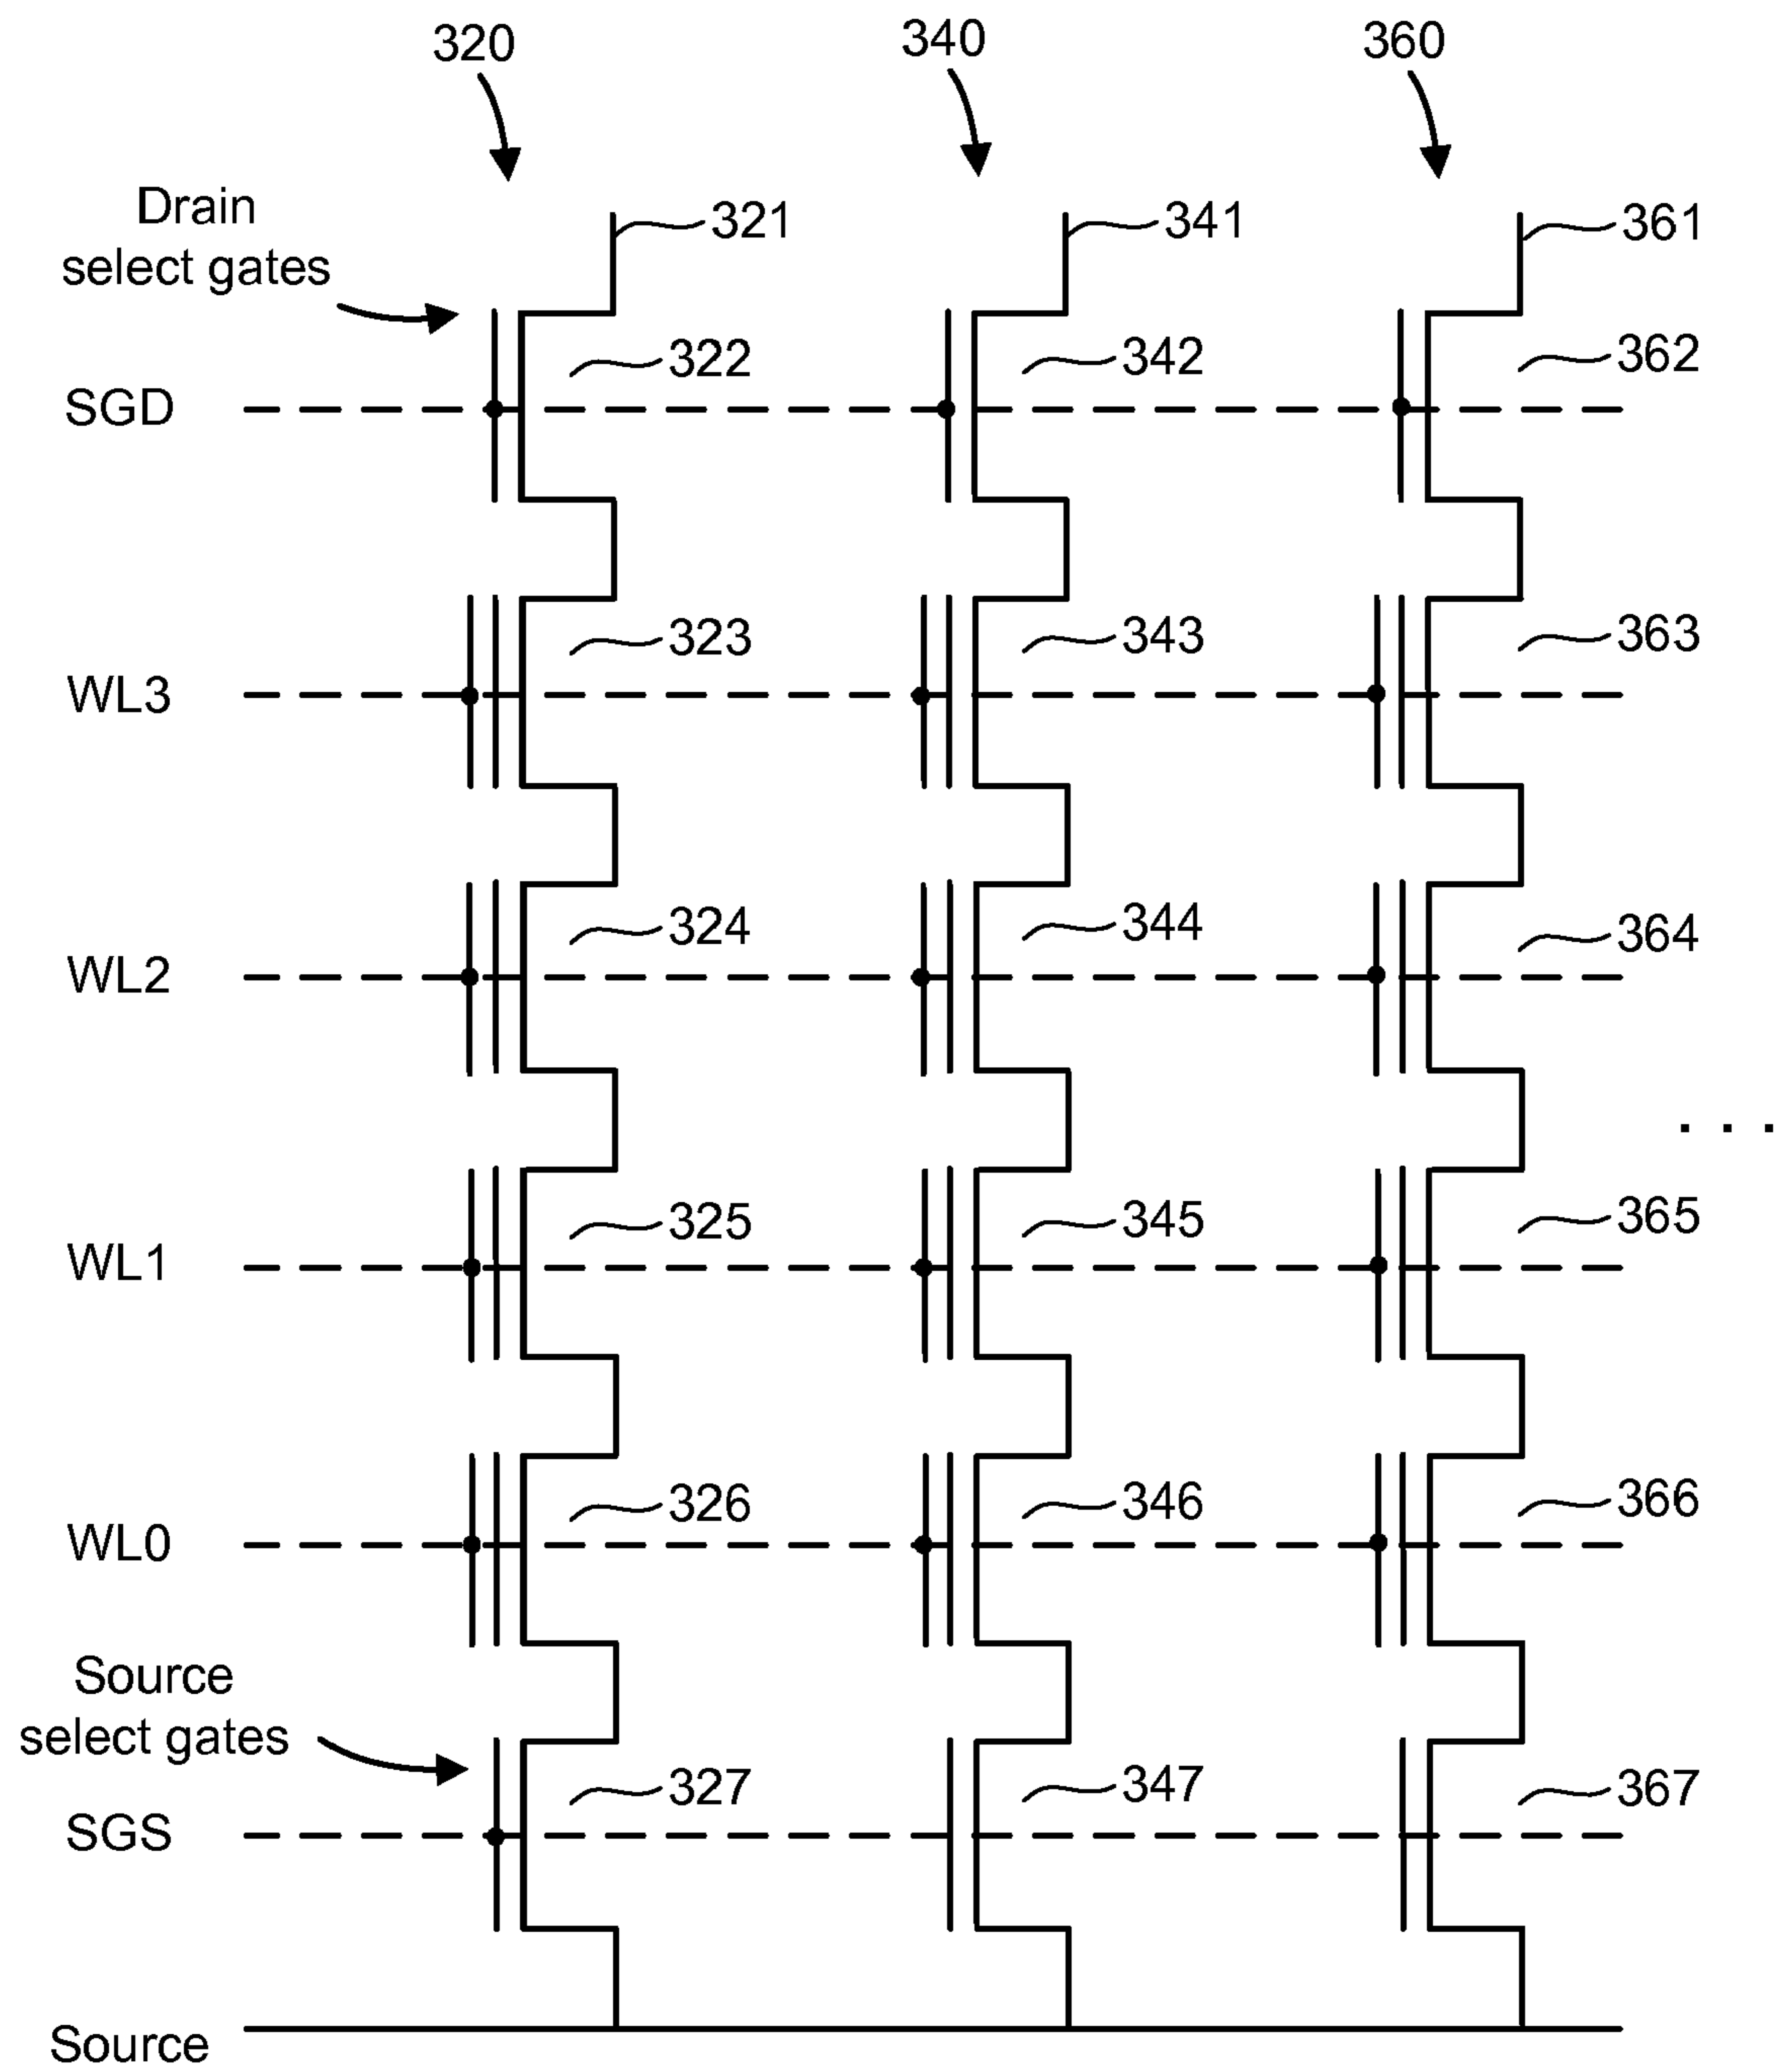 320 340 360
Drain
select gates
321 341 361
322 342 362
SGD
323 343 363
WL3
324 344 364
WL2
. . .
325 345 365
WL1
326 346 366
WL0
Source
select gates
327 347 367
SGS
Source